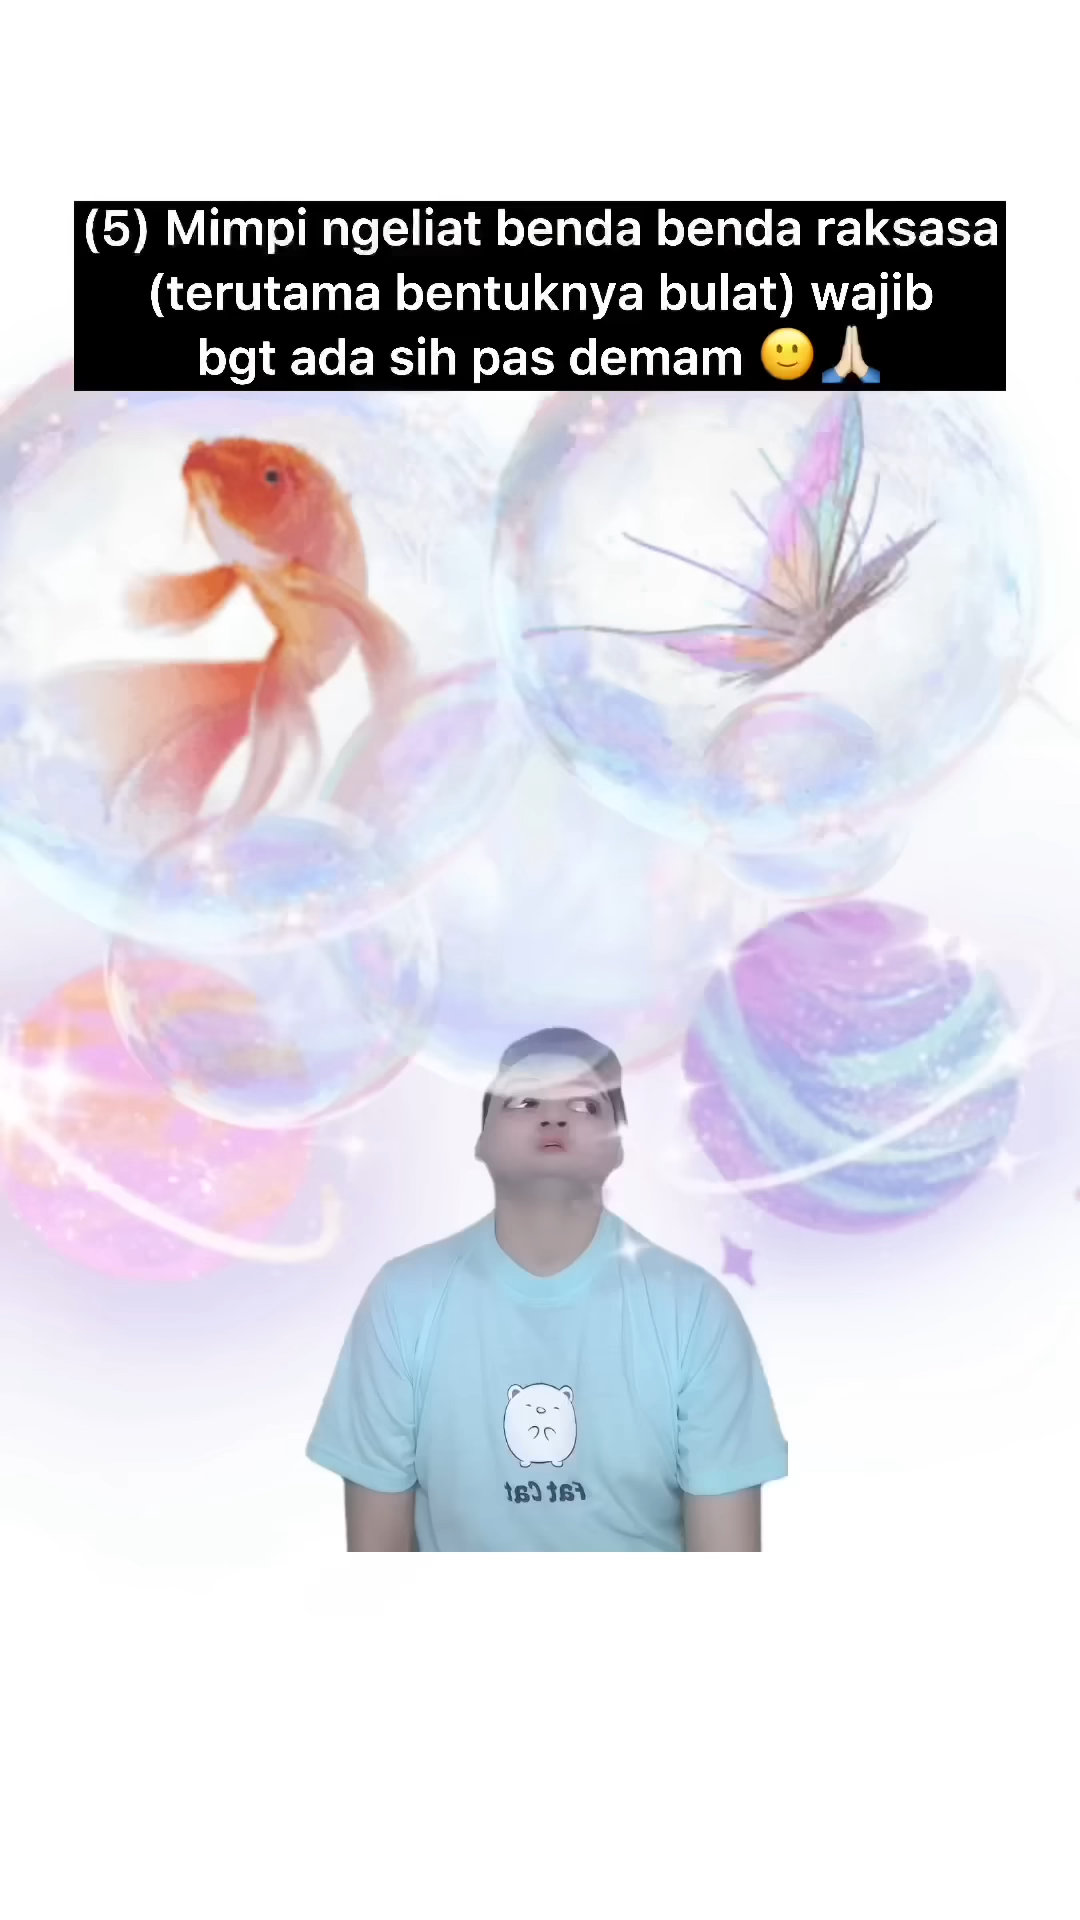 (5) Mimpi ngeliat benda benda raksasa
(terutama bentuknya bulat) wajib
bgt ada sih pas demam 🙂🙏🏻
Fat Cat